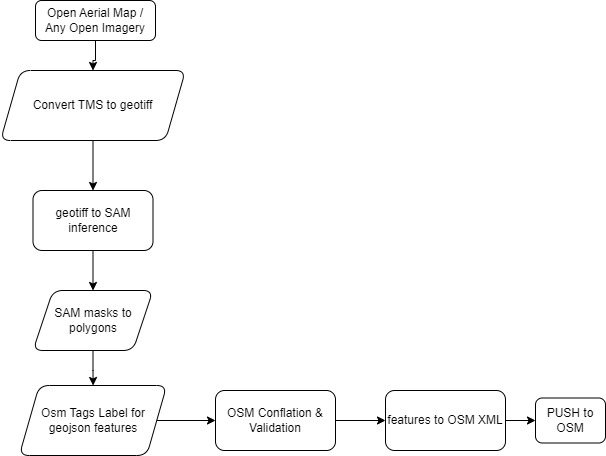 Open Aerial Map /
Any Open Imagery
Convert TMS to geotiff
geotiff to SAM
inference
SAM masks to
polygons
Osm Tags Label for
geojson features
OSM Conflation &
Validation
features to OSM XML
PUSH to
OSM